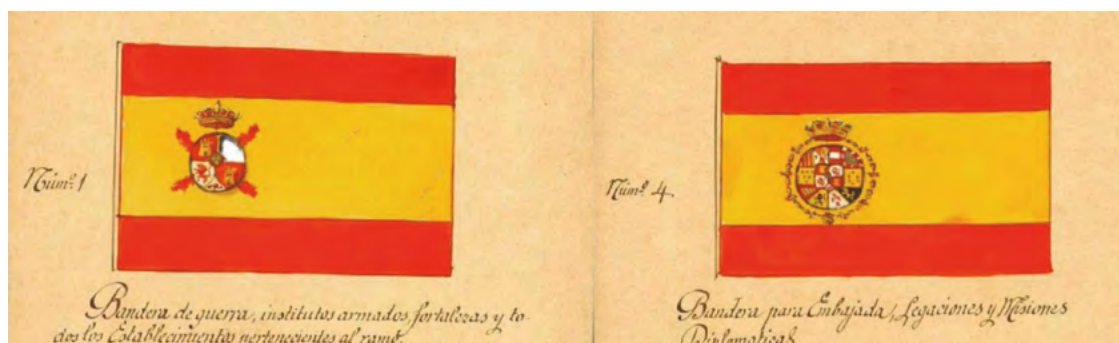 Núm.º 1
Bandera de guerra, institutos armados, fortalezas y to-
dos los Establecimientos pertenecientes al ramo.
Núm.º 4
Bandera para Embajada, Legaciones y Misiones
Diplomaticas